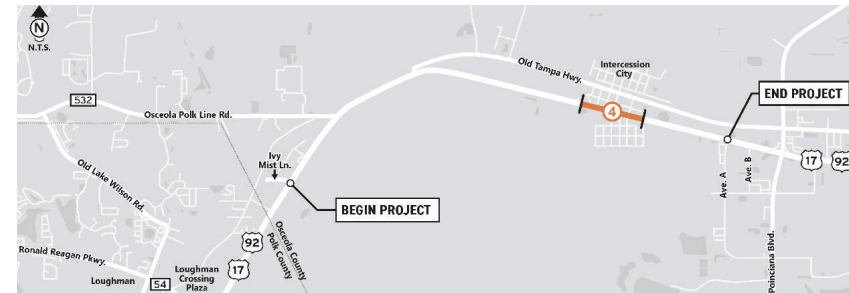 N
N.T.S.
532
Osceola Polk Line Rd.
Old Lake Wilson Rd.
Ronald Reagan Pkwy.
Loughman
54
Loughman
Crossing
Plaza
17
92
Ivy
Mist Ln.
BEGIN PROJECT
Osceola County
Polk County
Old Tampa Hwy.
Intercession
City
4
END PROJECT
17
92
Ave. A
Ave. B
Poinciana Blvd.